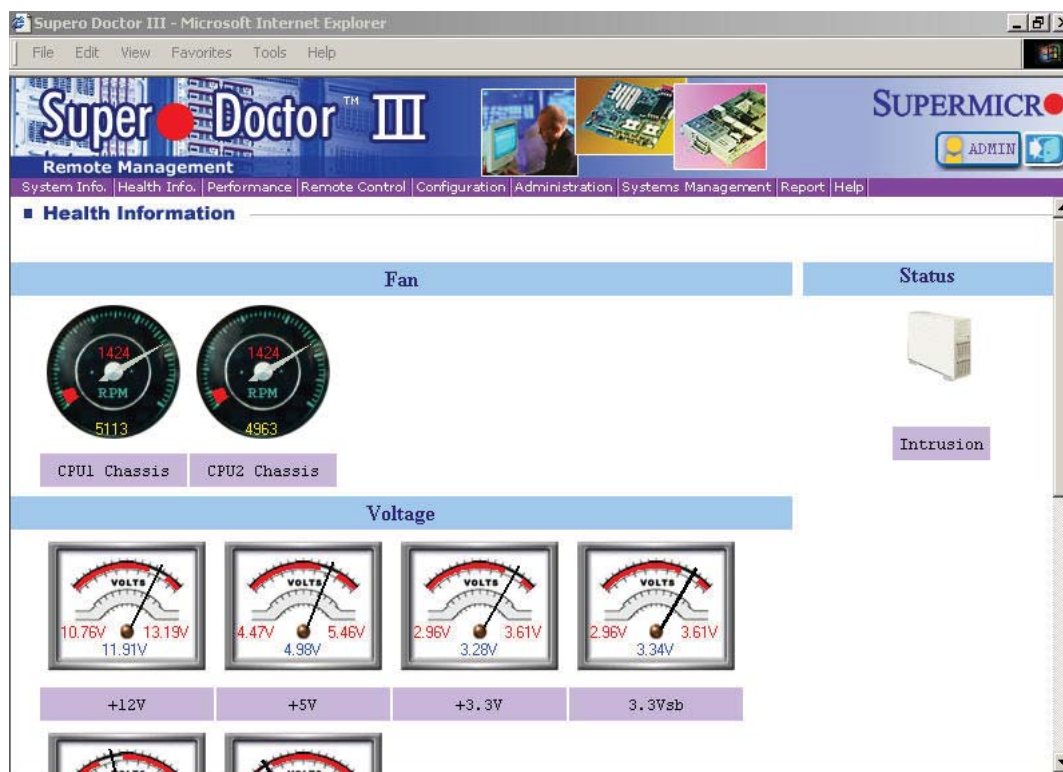 Supero Doctor III - Microsoft Internet Explorer
File Edit View Favorites Tools Help
Super Doctor™ III
Remote Management
SUPERMICR
ADMIN
System Info. Health Info. Performance Remote Control Configuration Administration Systems Management Report Help
Health Information
Fan
Status
1424
RPM
5113
1424
RPM
4963
CPU1 Chassis
CPU2 Chassis
Intrusion
Voltage
VOLTS
10.76V 13.19V
11.91V
VOLTS
4.47V 5.46V
4.98V
VOLTS
2.96V 3.61V
3.28V
VOLTS
2.96V 3.61V
3.34V
+12V
+5V
+3.3V
3.3Vsb
VOLTS
VOLTS